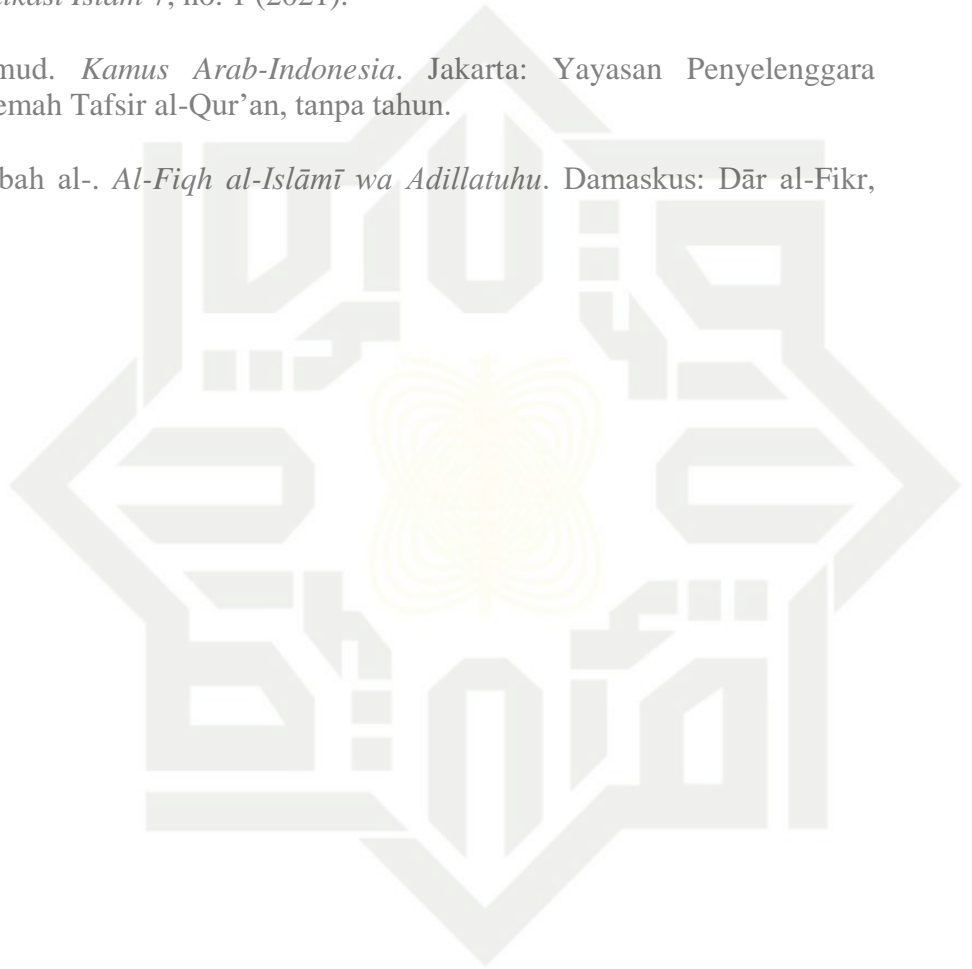 ikasi Islam 7, no. 1 (2021).
mud. Kamus Arab-Indonesia. Jakarta: Yayasan Penyelenggara
emah Tafsir al-Qur’an, tanpa tahun.
bah al-. Al-Fiqh al-Islāmī wa Adillatuhu. Damaskus: Dār al-Fikr,